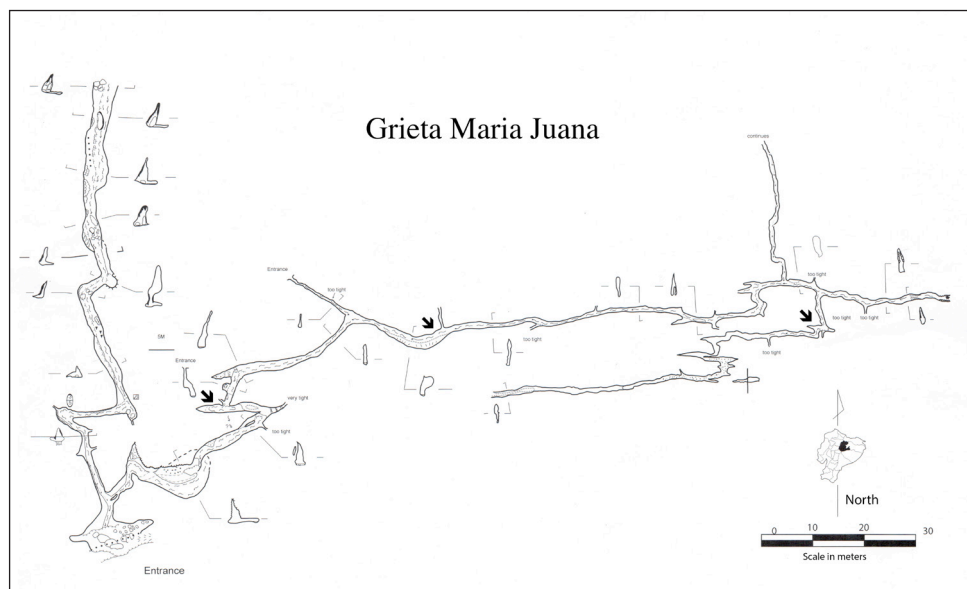 Grieta Maria Juana
continues
Entrance
too tight
too tight
5M
Entrance
too tight
too tight
too tight
too tight
very tight
too tight
North
0 10 20 30
Scale in meters
Entrance